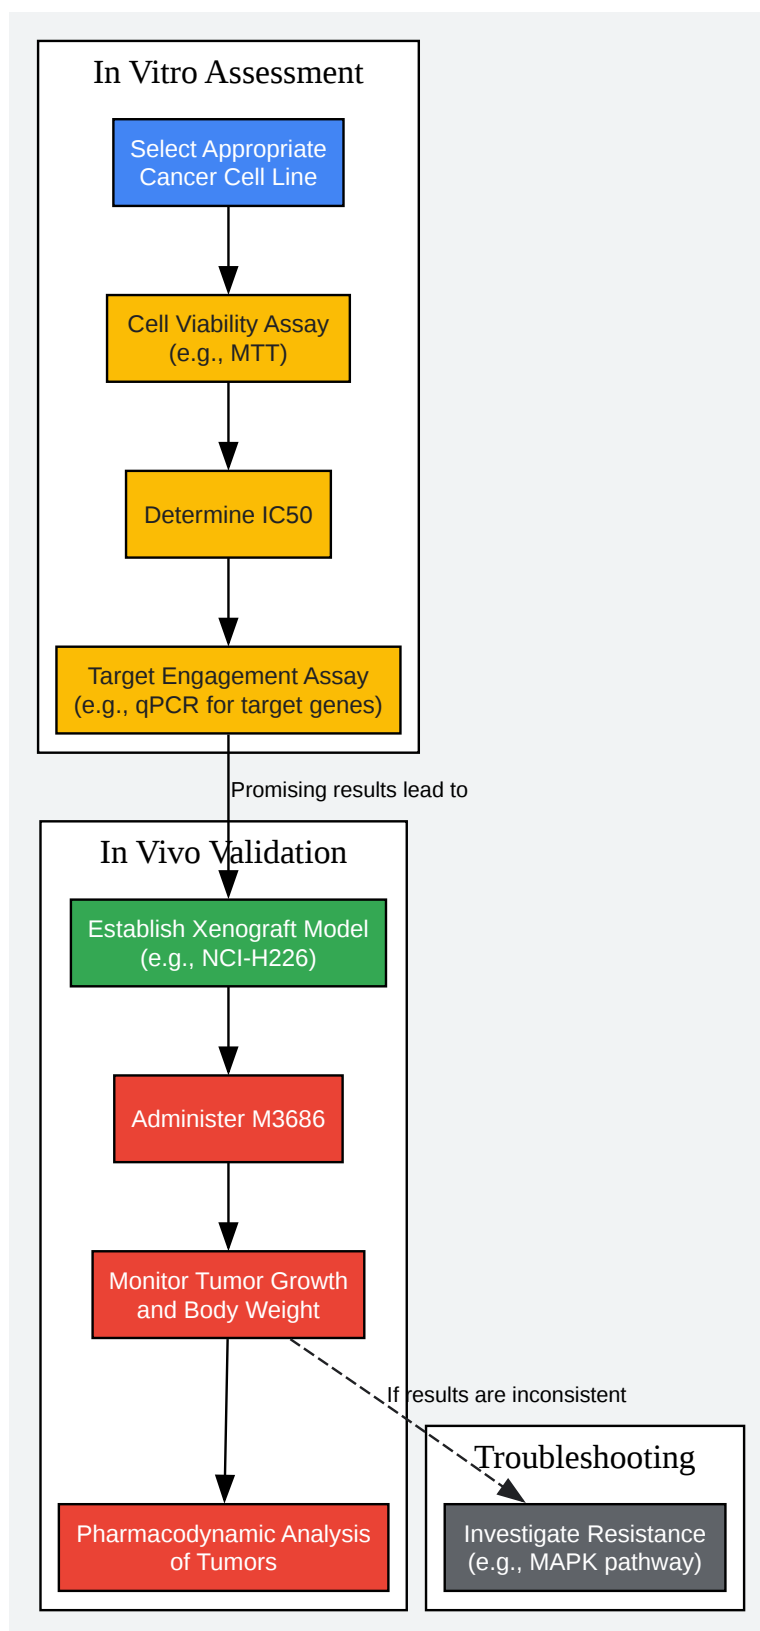 In Vitro Assessment
Select Appropriate
Cancer Cell Line
Cell Viability Assay
(e.g., MTT)
Determine IC50
Target Engagement Assay
(e.g., qPCR for target genes)
Promising results lead to
In Vivo Validation
Establish Xenograft Model
(e.g., NCI-H226)
Administer M3686
Monitor Tumor Growth
and Body Weight
If results are inconsistent
Troubleshooting
Pharmacodynamic Analysis
of Tumors
Investigate Resistance
(e.g., MAPK pathway)